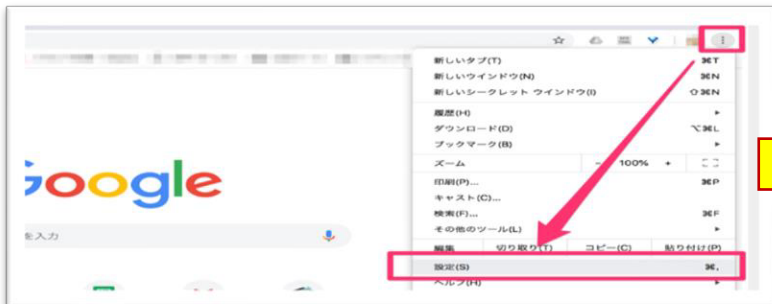 新しいタブ(T) ⌘T
新しいウインドウ(N) ⌘N
新しいシークレット ウインドウ(I) ⇧⌘N
履歴(H)
ダウンロード(D) ⌥⌘L
ブックマーク(B)
ズーム - 100% +
印刷(P)... ⌘P
キャスト(C)...
検索(F)... ⌘F
その他のツール(L)
編集 切り取り(T) コピー(C) 貼り付け(P)
設定(S) ⌘,
ヘルプ(H)
oogle
を入力